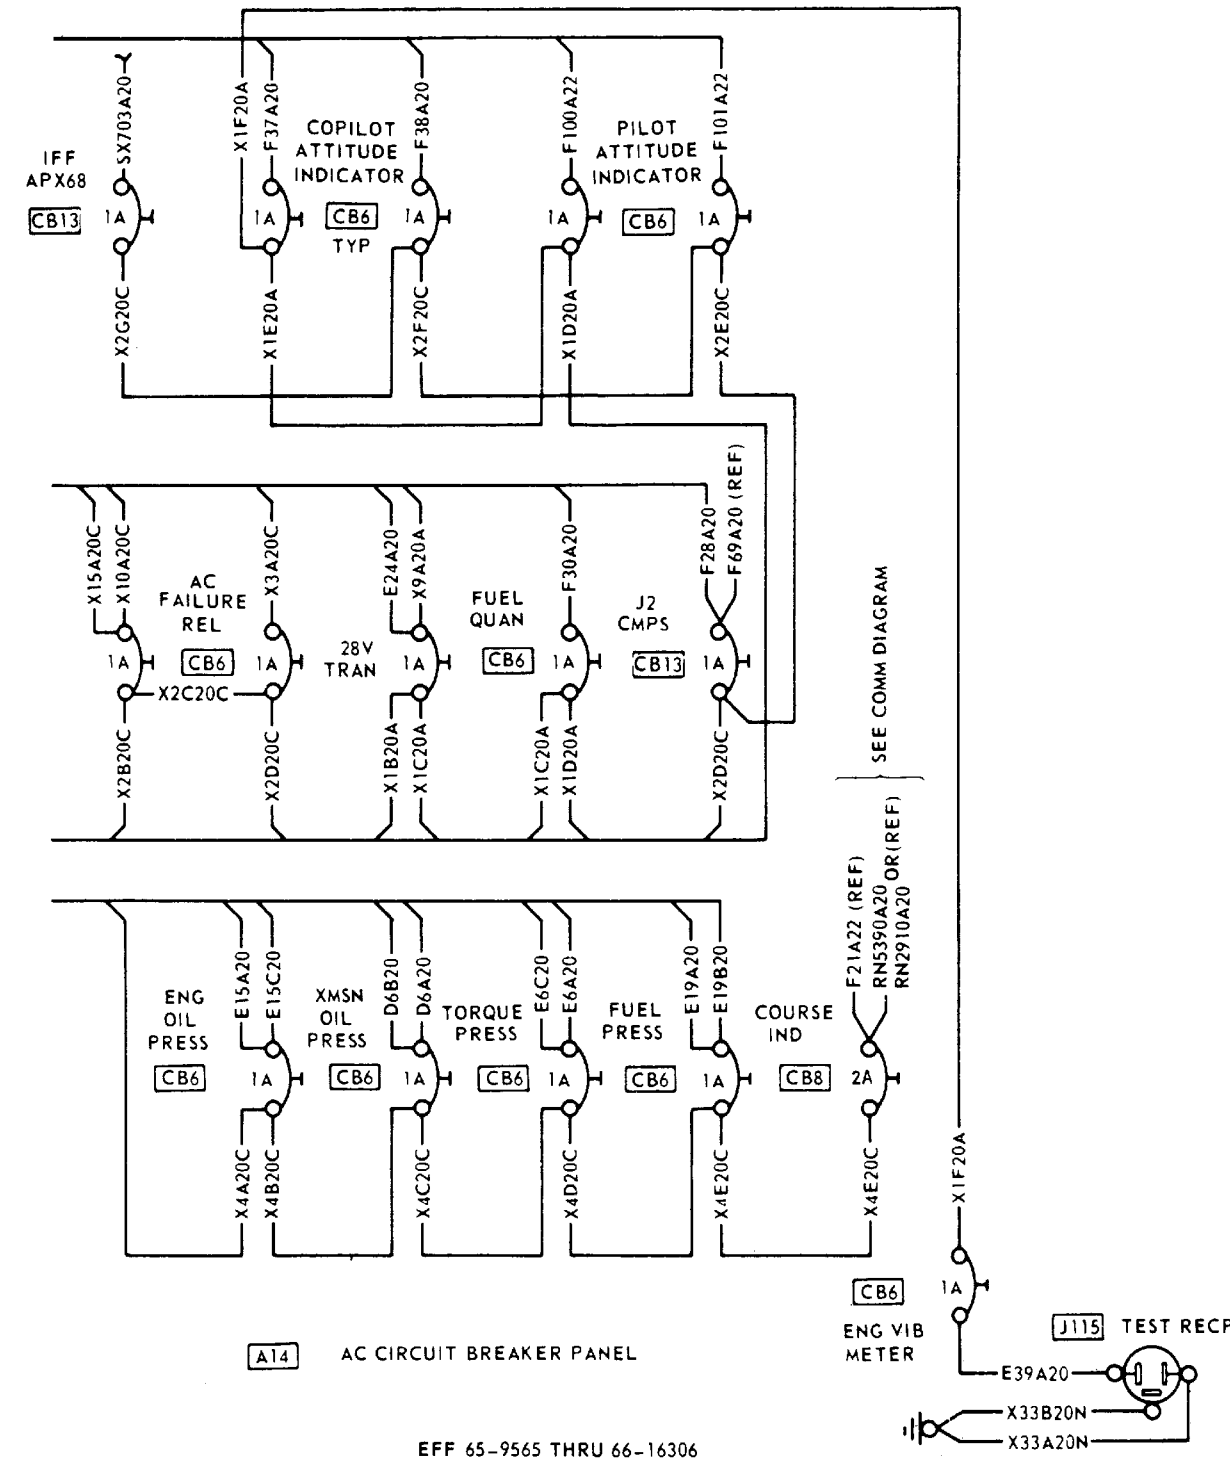 SX703A20
X1F20A
F37A20
F38A20
F100A22
F101A22
IFF
APX68
CB13
1A
1A
COPILOT
ATTITUDE
INDICATOR
CB6
TYP
1A
1A
PILOT
ATTITUDE
INDICATOR
CB6
1A
X2G20C
X1E20A
X2F20C
X1D20A
X2E20C
X15A20C
X10A20C
X3A20C
E24A20
X9A20A
F30A20
F28A20
F69A20 (REF)
1A
AC
FAILURE
REL
CB6
1A
28V
TRAN
1A
FUEL
QUAN
CB6
1A
J2
CMPS
CB13
1A
X2C20C
X2B20C
X2D20C
X1B20A
X1C20A
X1C20A
X1D20A
X2D20C
SEE COMM DIAGRAM
E15A20
E15C20
D6B20
D6A20
E6C20
E6A20
E19A20
E19B20
F21A22 (REF)
RN5390A20
OR(REF)
RN2910A20
ENG
OIL
PRESS
CB6
1A
XMSN
OIL
PRESS
CB6
1A
TORQUE
PRESS
CB6
1A
FUEL
PRESS
CB6
1A
COURSE
IND
CB8
2A
X4A20C
X4B20C
X4C20C
X4D20C
X4E20C
X4E20C
X1F20A
CB6
1A
ENG VIB
METER
J115 TEST RECP
E39A20
X33B20N
X33A20N
A14 AC CIRCUIT BREAKER PANEL
EFF 65-9565 THRU 66-16306